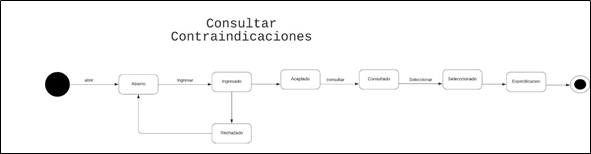 Consultar
Contraindicaciones
abrir
Abierto
ingresar
Ingresado
Aceptado
consultar
Consultado
Seleccionar
Seleccionado
Especificacion
Rechazado